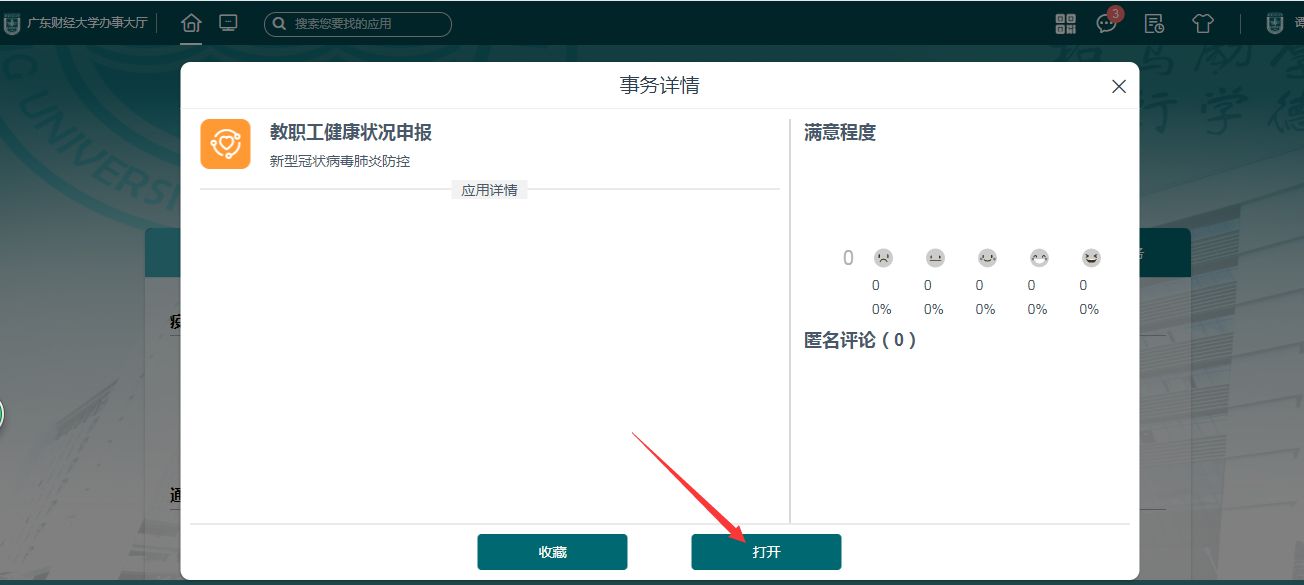 广东财经大学办事大厅
搜索您要找的应用
3
事务详情
教职工健康状况申报
新型冠状病毒肺炎防控
应用详情
满意程度
0
0 0 0 0 0
0% 0% 0% 0% 0%
匿名评论 ( 0 )
收藏
打开
通